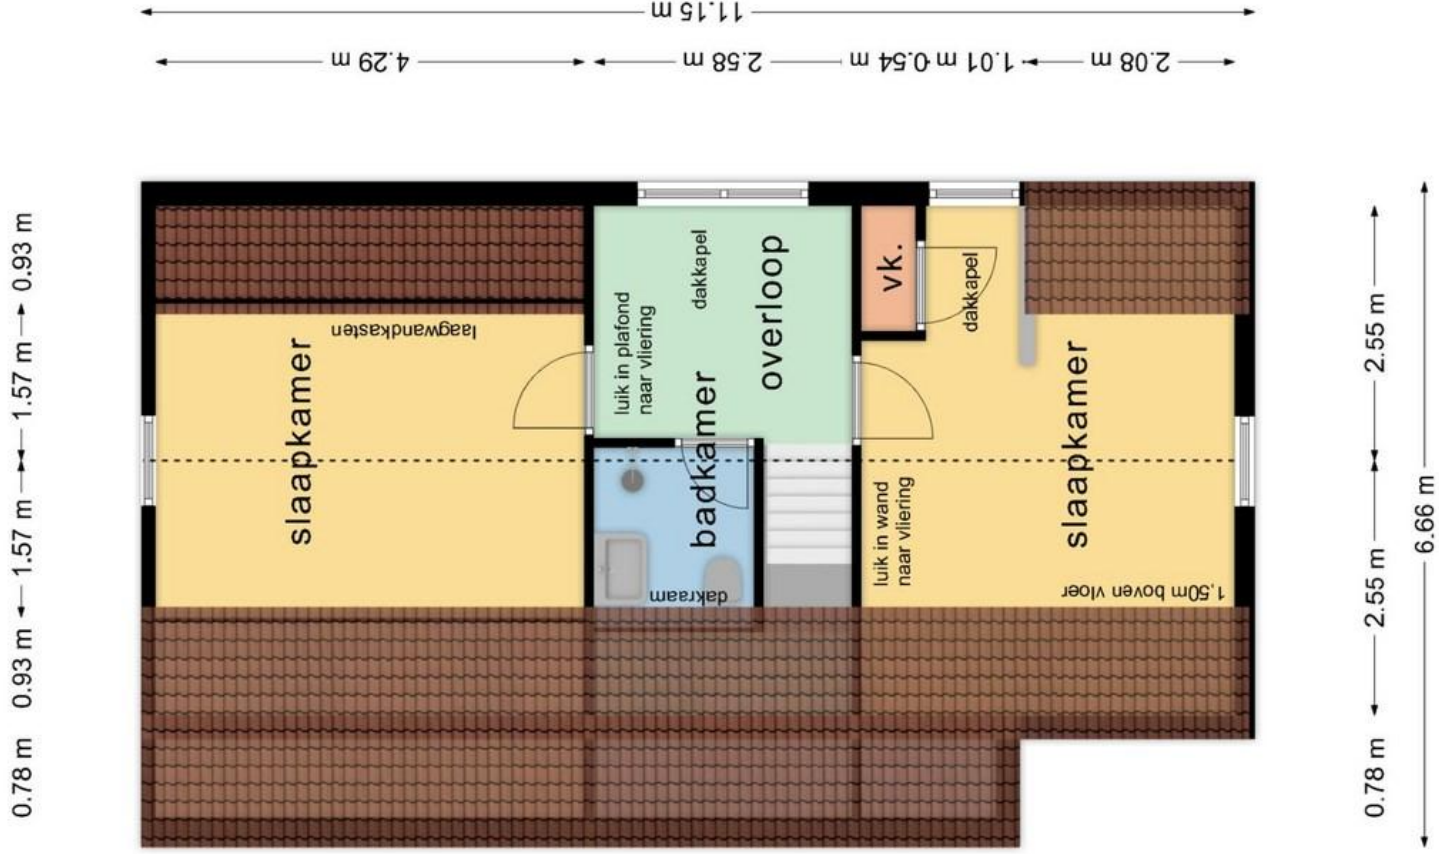 11.15 m
4.29 m
2.58 m
0.54 m
1.01 m
2.08 m
0.93 m
1.57 m
1.57 m
0.93 m
0.78 m
slaapkamer
laagwandkasten
luik in plafond
naar vliering
dakkapel
overloop
badkamer
dakraam
vk.
dakkapel
slaapkamer
luik in wand
naar vliering
1,50m boven vloer
2.55 m
2.55 m
0.78 m
6.66 m